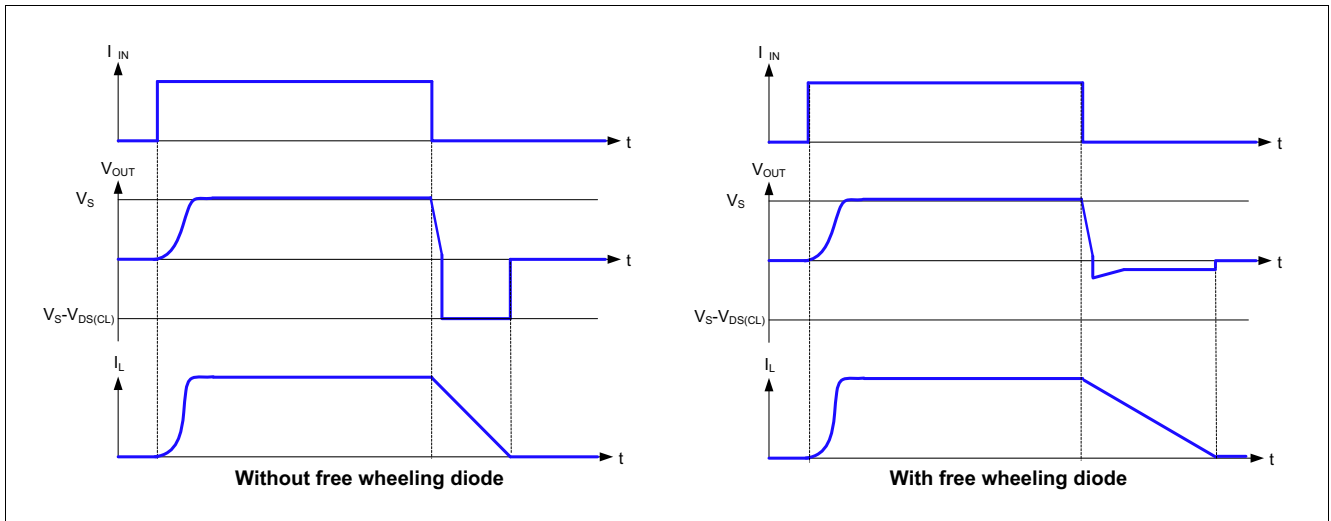 I IN
t
VOUT
VS
t
VS-VDS(CL)
IL
t
Without free wheeling diode
I IN
t
VOUT
VS
t
VS-VDS(CL)
IL
t
With free wheeling diode